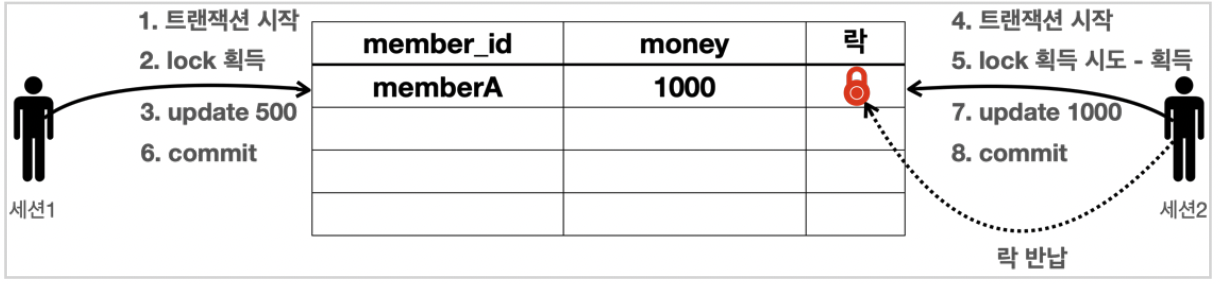 1. 트랜잭션 시작
2. lock 획득
3. update 500
6. commit
세션1
member_id money 락
memberA 1000
4. 트랜잭션 시작
5. lock 획득 시도 - 획득
7. update 1000
8. commit
세션2
락 반납